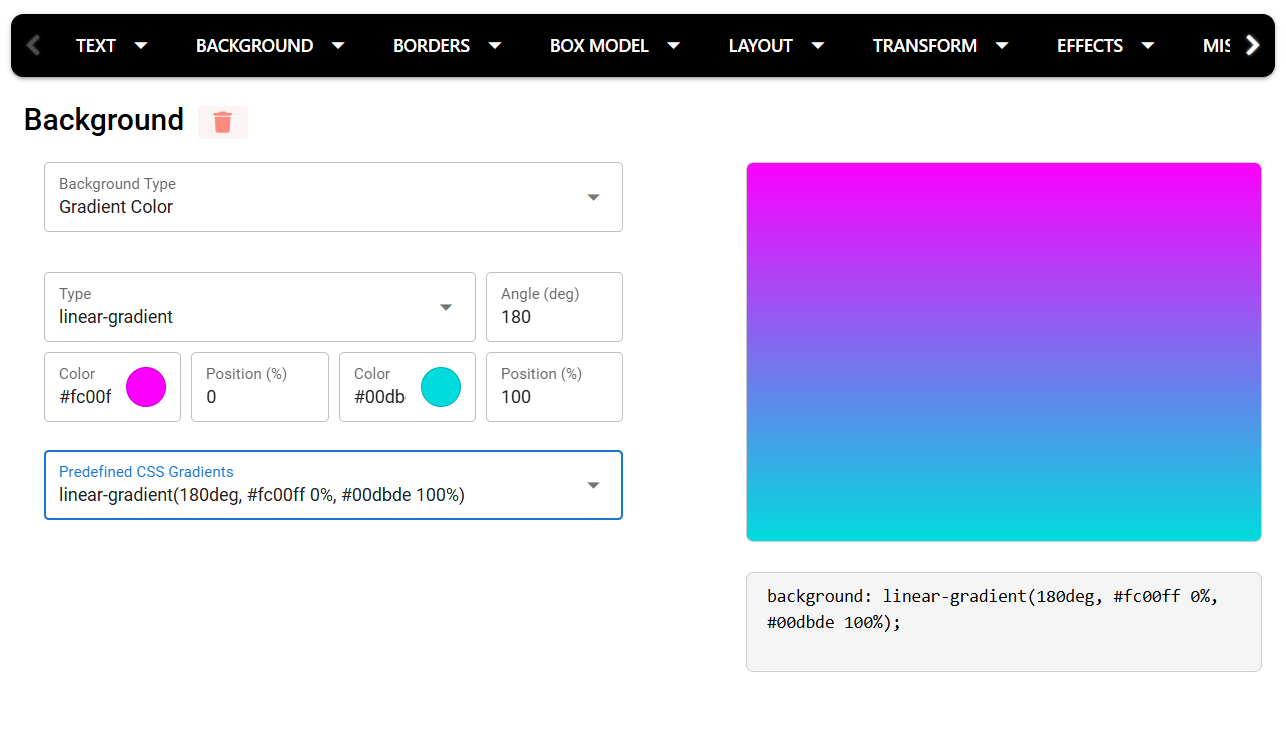 TEXT BACKGROUND BORDERS BOX MODEL LAYOUT TRANSFORM EFFECTS MIS
Background
Background Type
Gradient Color
Type
linear-gradient
Angle (deg)
180
Color
#fc00f
Position (%)
0
Color
#00db
Position (%)
100
Predefined CSS Gradients
linear-gradient(180deg, #fc00ff 0%, #00dbde 100%)
background: linear-gradient(180deg, #fc00ff 0%,
#00dbde 100%);